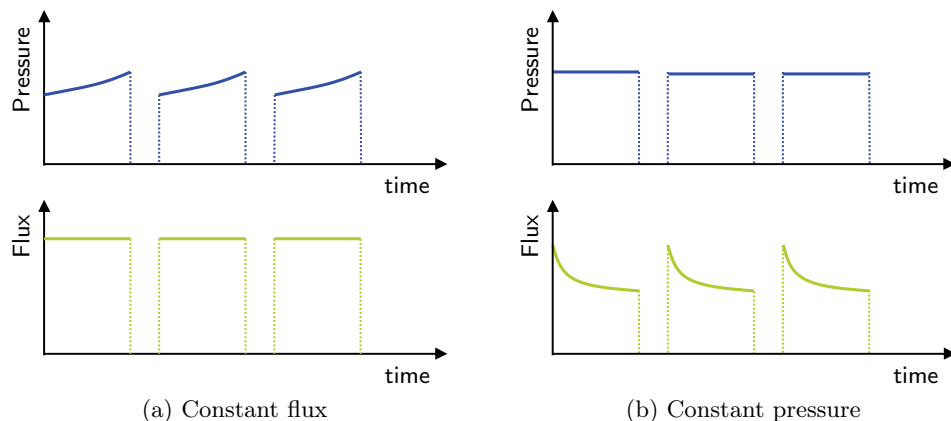 Pressure
time
Flux
time
(a) Constant flux
Pressure
time
Flux
time
(b) Constant pressure